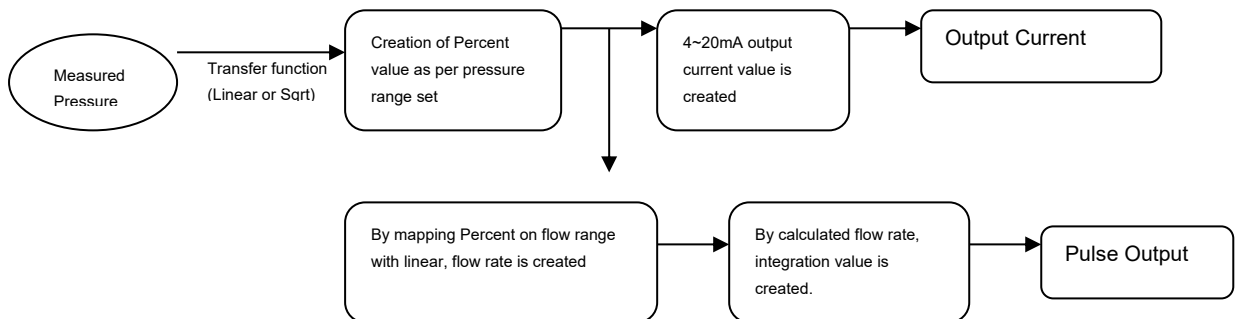 Measured
Pressure
Transfer function
(Linear or Sqrt)
Creation of Percent
value as per pressure
range set
4~20mA output
current value is
created
Output Current
By mapping Percent on flow range
with linear, flow rate is created
By calculated flow rate,
integration value is
created.
Pulse Output